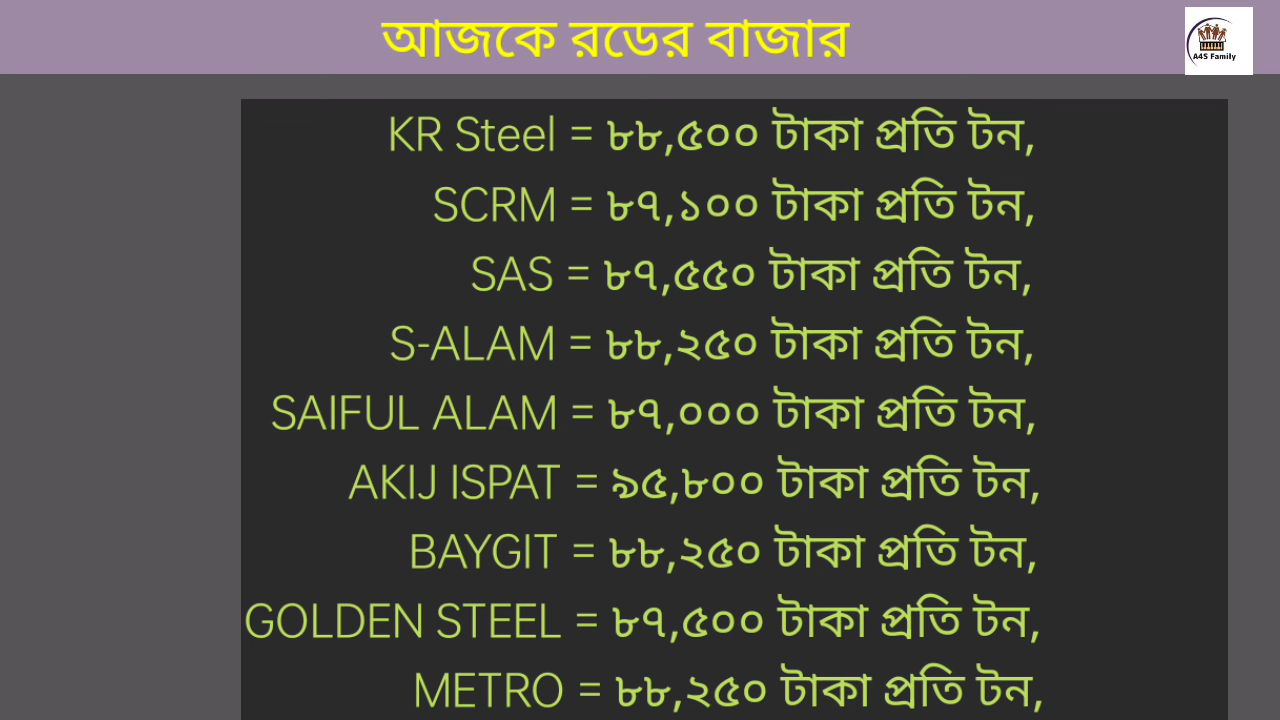 আজকে রডের বাজার
A4S Family
KR Steel = ৮৮,৫০০ টাকা প্রতি টন,
SCRM = ৮৭,১০০ টাকা প্রতি টন,
SAS = ৮৭,৫৫০ টাকা প্রতি টন,
S-ALAM = ৮৮,২৫০ টাকা প্রতি টন,
SAIFUL ALAM = ৮৭,০০০ টাকা প্রতি টন,
AKIJ ISPAT = ৯৫,৮০০ টাকা প্রতি টন,
BAYGIT = ৮৮,২৫০ টাকা প্রতি টন,
GOLDEN STEEL = ৮৭,৫০০ টাকা প্রতি টন,
METRO = ৮৮,২৫০ টাকা প্রতি টন,